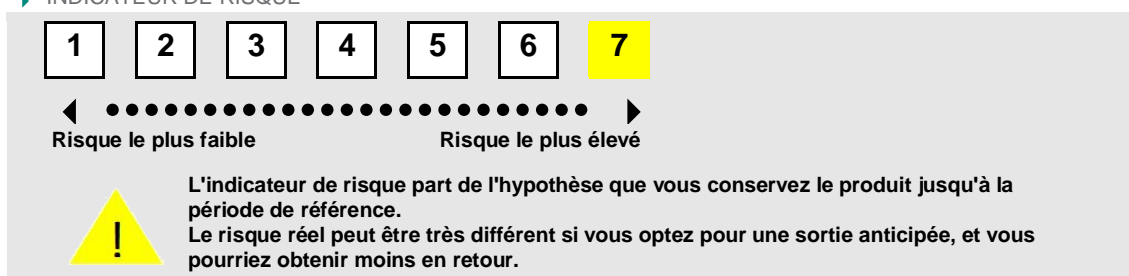 INDICATEUR DE RISQUE
1 2 3 4 5 6 7
Risque le plus faible Risque le plus élevé
L'indicateur de risque part de l'hypothèse que vous conservez le produit jusqu'à la
période de référence.
Le risque réel peut être très différent si vous optez pour une sortie anticipée, et vous
pourriez obtenir moins en retour.
!